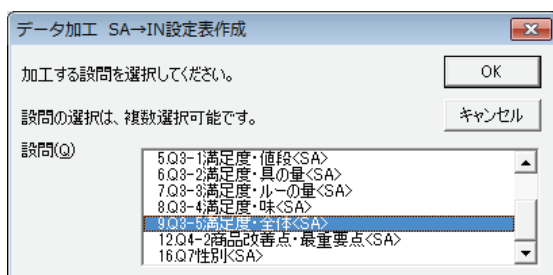 データ加工 SA→IN設定表作成
加工する設問を選択してください。
OK
設問の選択は、複数選択可能です。
キャンセル
設問(Q)
5.Q3-1満足度・値段<SA>
6.Q3-2満足度・具の量<SA>
7.Q3-3満足度・ルーの量<SA>
8.Q3-4満足度・味<SA>
9.Q3-5満足度・全体<SA>
12.Q4-2商品改善点・最重要点<SA>
16.Q7性別<SA>